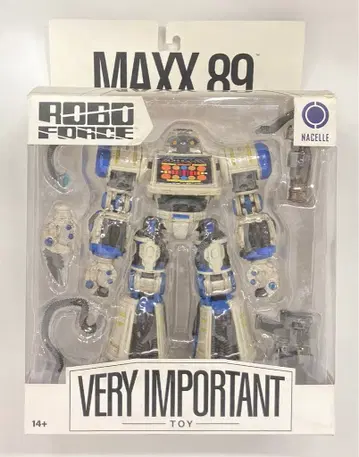 MAXX 89
ROBO
FORCE
NACELLE
14+
VERY IMPORTANT
TOY